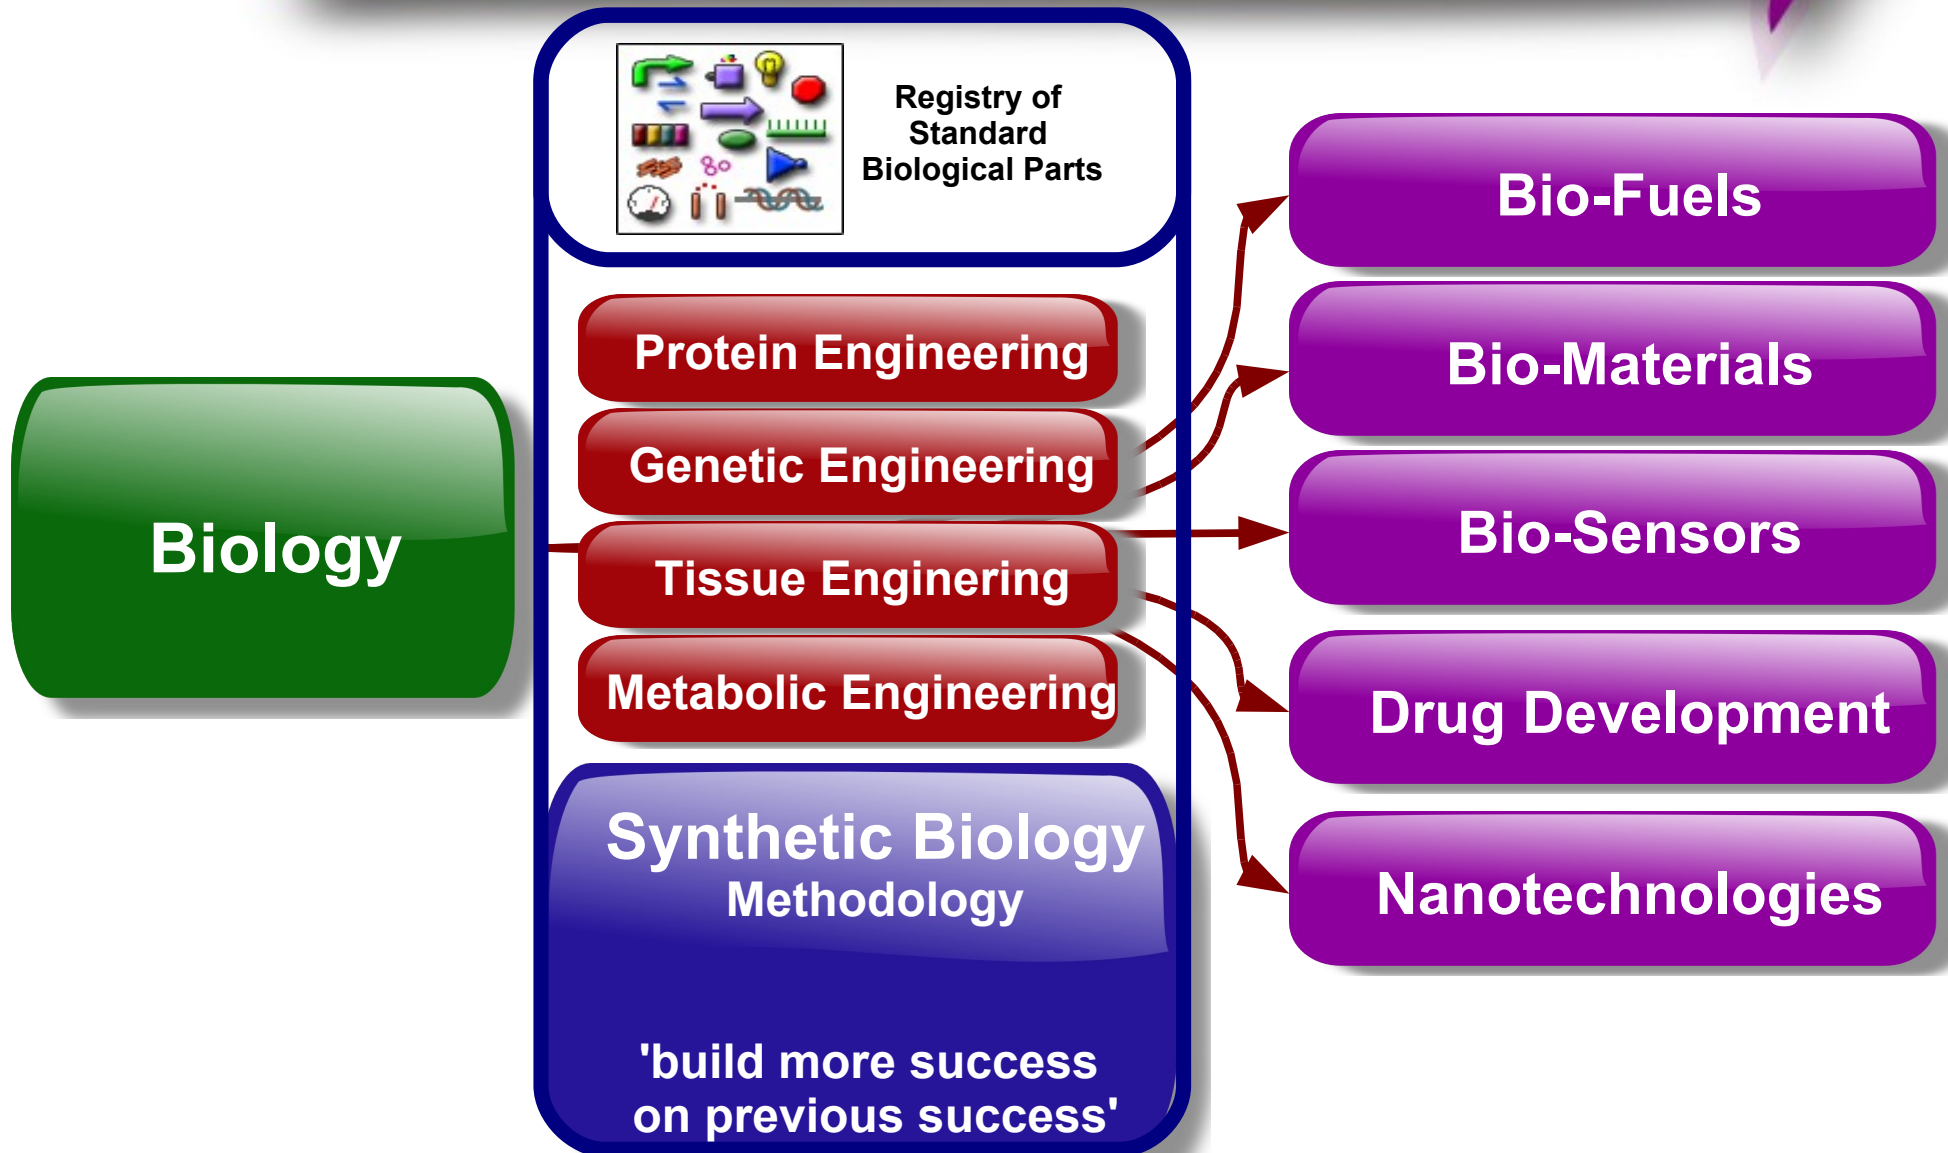 Registry of
Standard
Biological Parts
Protein Engineering
Genetic Engineering
Tissue Enginering
Metabolic Engineering
Biology
Synthetic Biology
Methodology
'build more success
on previous success'
Bio-Fuels
Bio-Materials
Bio-Sensors
Drug Development
Nanotechnologies